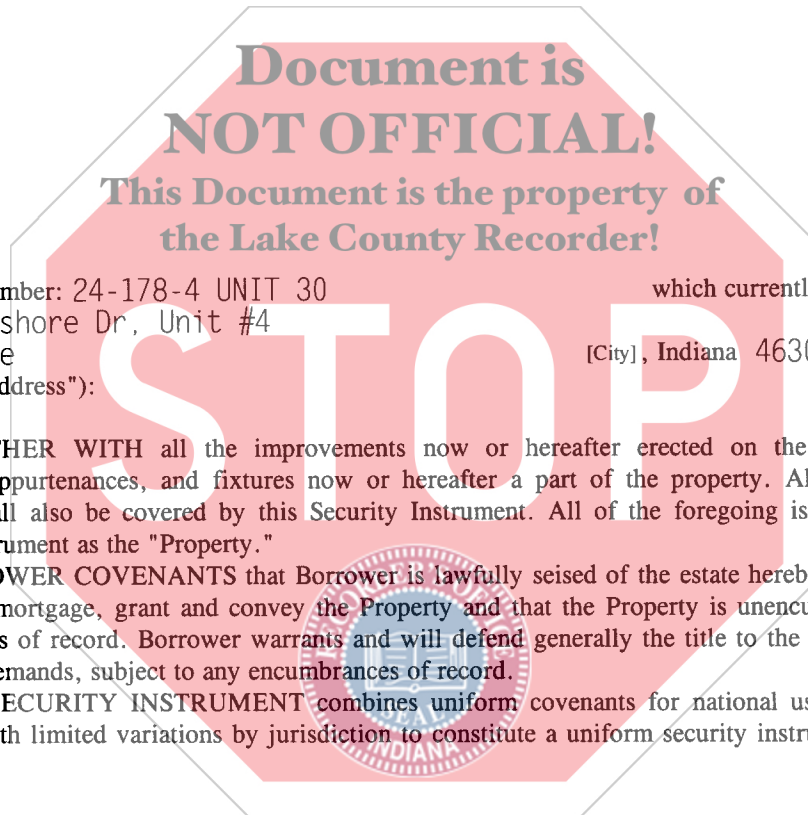 Document is
NOT OFFICIAL!
This Document is the property of
the Lake County Recorder!
mber: 24-178-4 UNIT 30 which currentl
shore Dr, Unit #4
e [City], Indiana 4630
ddress"):
STOP
HER WITH all the improvements now or hereafter erected on the
ppurtenances, and fixtures now or hereafter a part of the property. Al
ll also be covered by this Security Instrument. All of the foregoing is
rument as the "Property."
OWER COVENANTS that Borrower is lawfully seised of the estate hereb
mortgage, grant and convey the Property and that the Property is unencu
s of record. Borrower warrants and will defend generally the title to the
emands, subject to any encumbrances of record.
ECURITY INSTRUMENT combines uniform covenants for national us
th limited variations by jurisdiction to constitute a uniform security instru
RECORDER'S OFFICE
SEAL
INDIANA